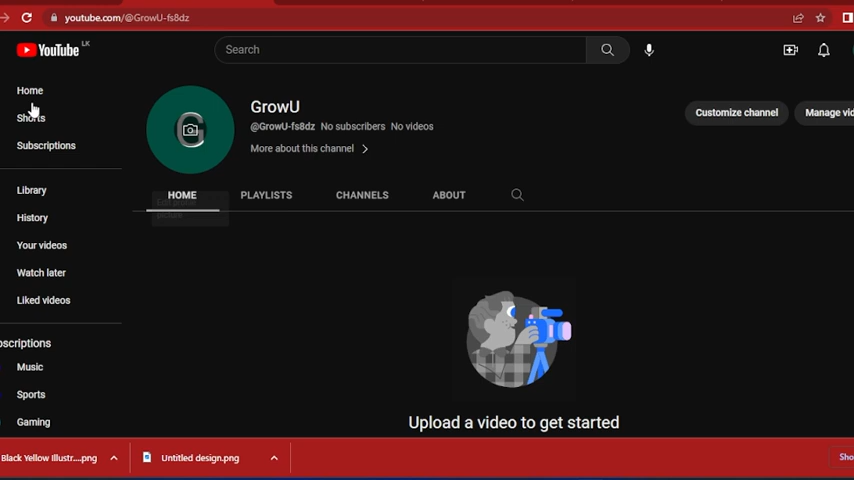 youtube.com/@GrowU-fs8dz
YouTube LK
Search
Home
Shorts
Subscriptions
Library
History
Your videos
Watch later
Liked videos
oscriptions
Music
Sports
Gaming
G
GrowU
@GrowU-fs8dz No subscribers No videos
More about this channel
Customize channel
Manage vid
HOME PLAYLISTS CHANNELS ABOUT
picture
Upload a video to get started
Black Yellow Illustr....png
Untitled design.png
Sho